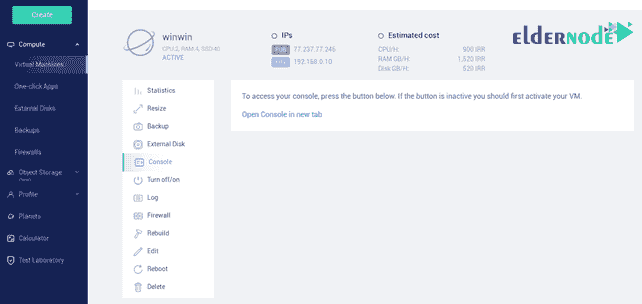 Create
Compute
Virtual Machines
One-click Apps
External Disks
Backups
Firewalls
Object Storage
Profile
Planets
Calculator
Test Laboratory
winwin
CPU:2, RAM:4, SSD:40
ACTIVE
IPs
77.237.77.245
192.168.0.10
Estimated cost
CPU/H: 900 IRR
RAM GB/H: 1,520 IRR
Disk GB/H: $29 IRR
ELDERNODE
Statistics
Resize
Backup
External Disk
Console
Turn off/on
Log
Firewall
Rebuild
Edit
Reboot
Delete
To access your console, press the button below. If the button is inactive you should first activate your VM.
Open Console in new tab